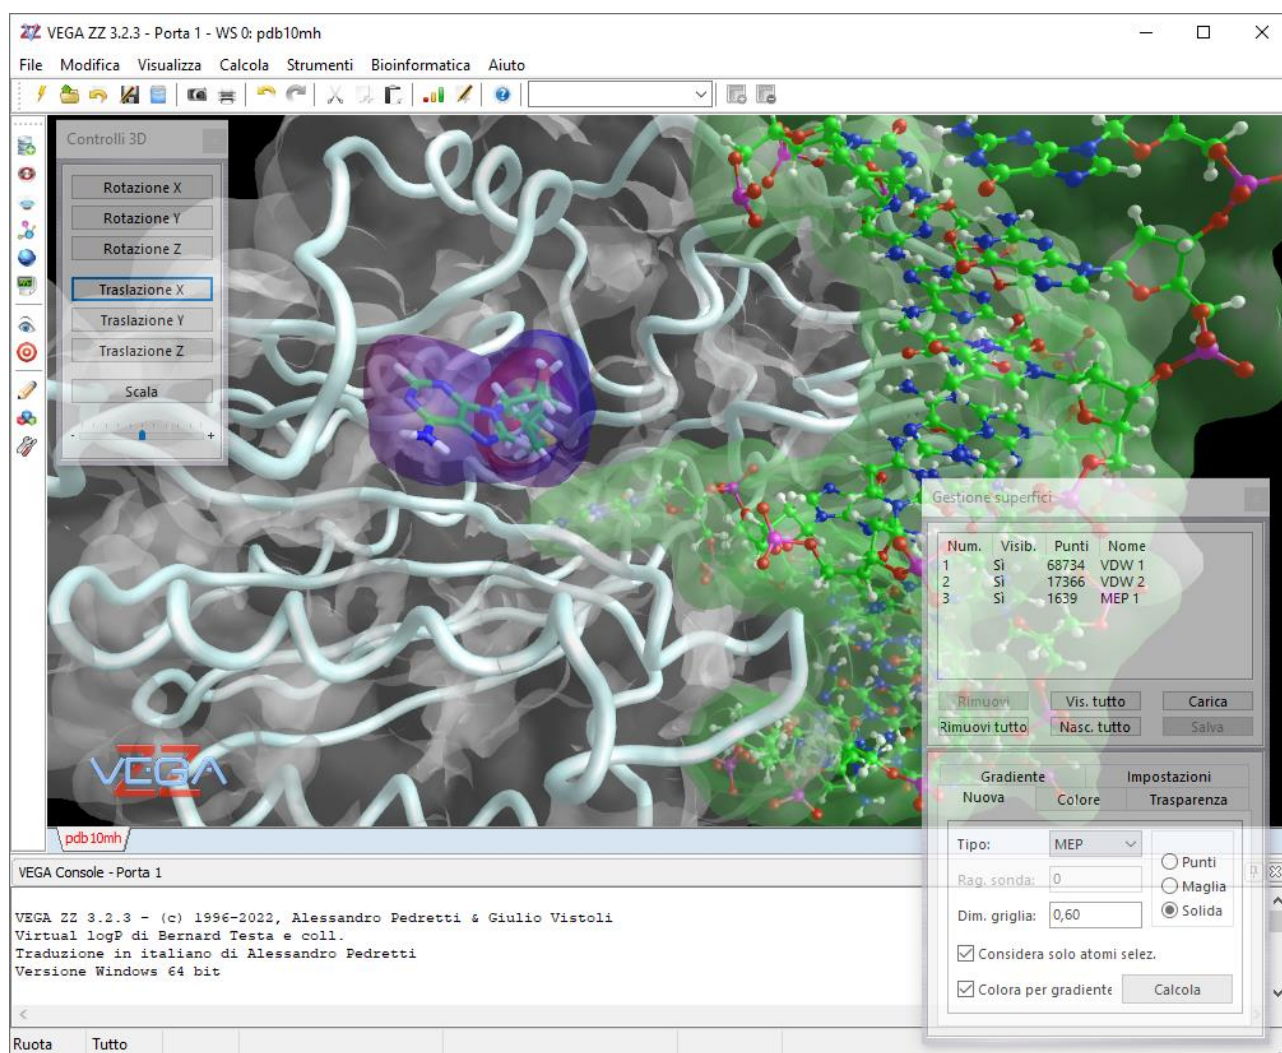 VEGA ZZ 3.2.3 - Porta 1 - WS 0: pdb10mh
File Modifica Visualizza Calcola Strumenti Bioinformatica Aiuto
Controlli 3D
Rotazione X
Rotazione Y
Rotazione Z
Traslazione X
Traslazione Y
Traslazione Z
Scala
- +
Gestione superfici
Num. Visib. Punti Nome
1 Sì 68734 VDW 1
2 Sì 17366 VDW 2
3 Sì 1639 MEP 1
Rimuovi Vis. tutto Carica
Rimuovi tutto Nasc. tutto Salva
Gradiente Impostazioni
Nuova Colore Trasparenza
Tipo: MEP
Rag. sonda: 0
Dim. griglia: 0,60
Punti
Maglia
Solida
Considera solo atomi selez.
Colora per gradiente Calcola
VEGA ZZ
pdb10mh
VEGA Console - Porta 1
VEGA ZZ 3.2.3 - (c) 1996-2022, Alessandro Pedretti & Giulio Vistoli
Virtual logP di Bernard Testa e coll.
Traduzione in italiano di Alessandro Pedretti
Versione Windows 64 bit
Ruota Tutto